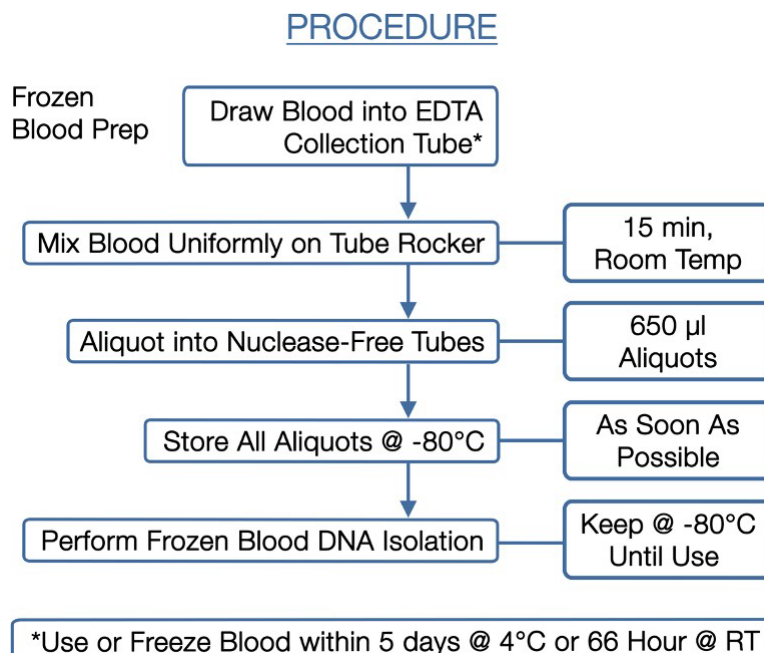 PROCEDURE
Frozen
Blood Prep
Draw Blood into EDTA
Collection Tube*
Mix Blood Uniformly on Tube Rocker
15 min,
Room Temp
Aliquot into Nuclease-Free Tubes
650 µl
Aliquots
Store All Aliquots @ -80°C
As Soon As
Possible
Perform Frozen Blood DNA Isolation
Keep @ -80°C
Until Use
*Use or Freeze Blood within 5 days @ 4°C or 66 Hour @ RT